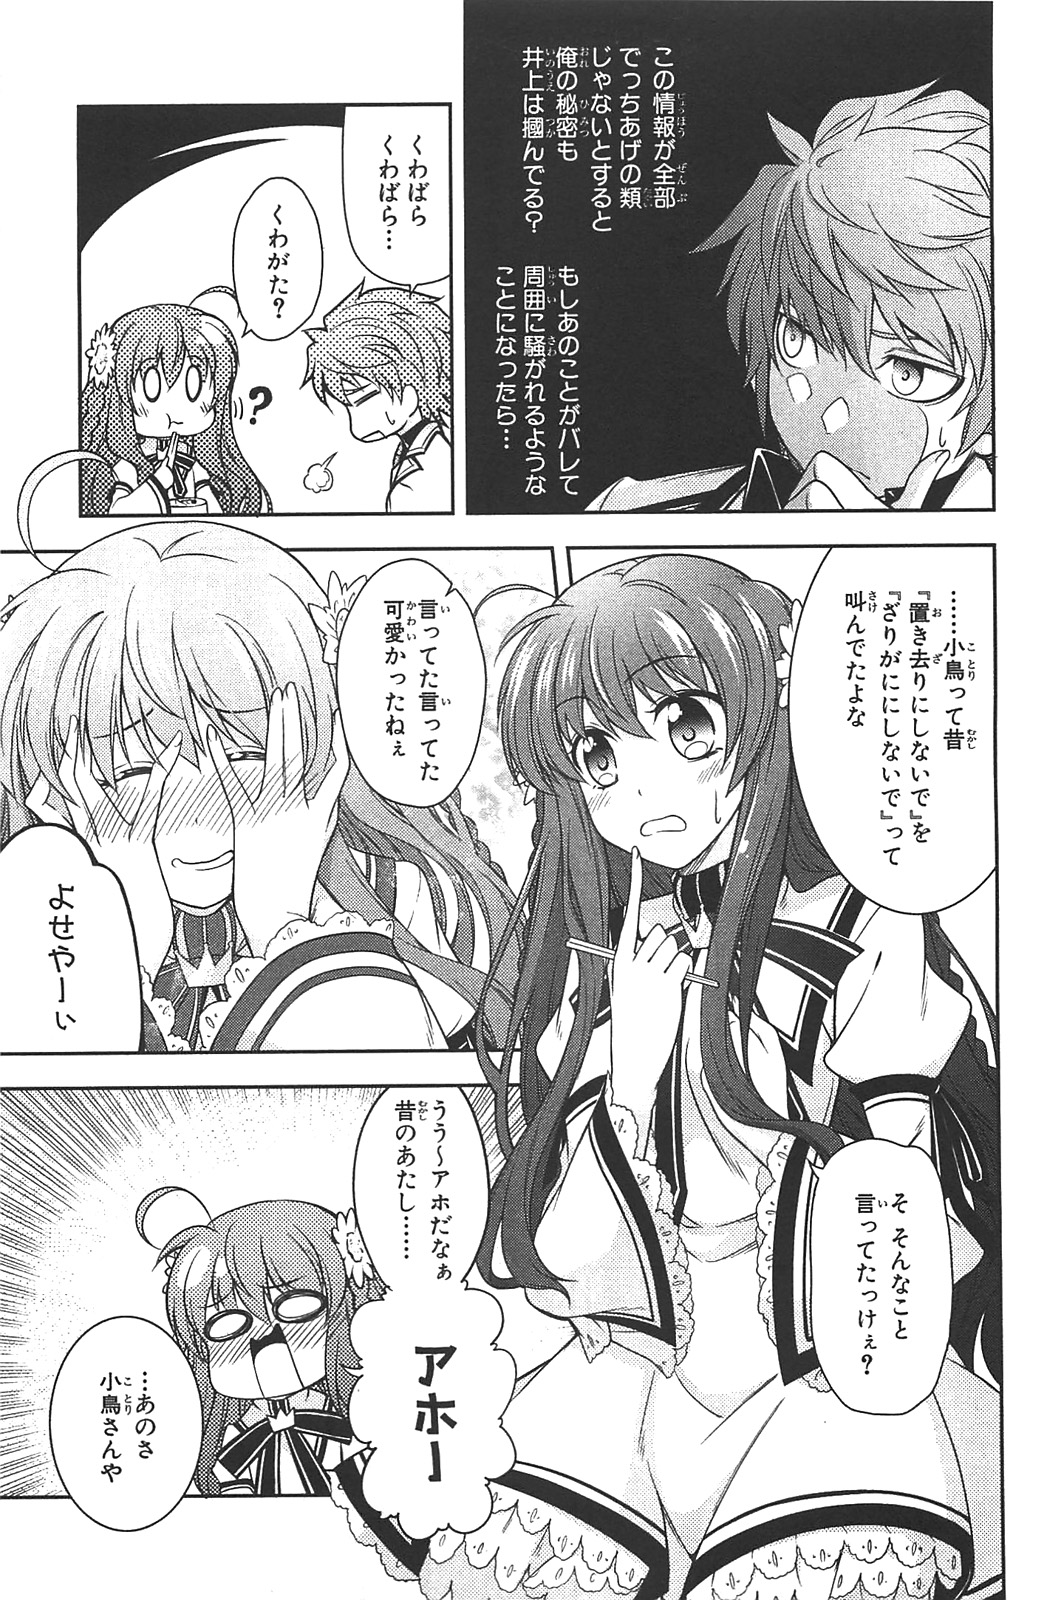 この情報が全部
でっちあげの類
じゃないとすると
俺の秘密も
井上は摑んでる?
もしあのことがバレて
周囲に騒がれるような
ことになったら…
くわばら
くわばら…
くわがた?
?
……小鳥って昔
『置き去りにしないで』を
『ざりがににしないで』って
叫んでたよな
そ そんなこと
言ってたっけぇ?
言ってた言ってた
可愛かったねぇ
よせやーぃ
うう〜アホだなぁ
昔のあたし……
アホー
…あのさ
小鳥さんや